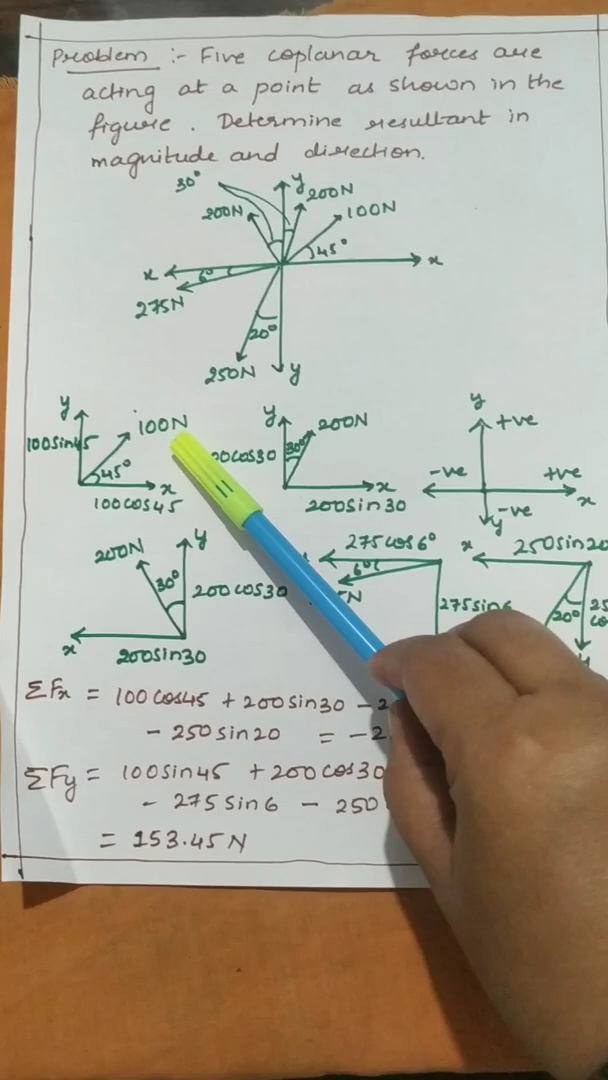 Problem :- Five coplanar forces are
acting at a point as shown in the
figure. Determine resultant in
magnitude and direction.
30° y 200N
200N 100N
45°
x x
6°
275N
20°
250N y
y 100N y 200N y
+ve
100sin45 30°
45° -ve +ve
x x x
100cos45 200sin30 -ve
y
200N y 275cos6° x 250sin20
6°
30° 200cos30
275sin6 20°
x
200sin30
ΣFx = 100cos45 + 200sin30
- 250sin20 =
ΣFy = 100sin45 + 200cos30
- 275sin6 - 250
= 153.45N